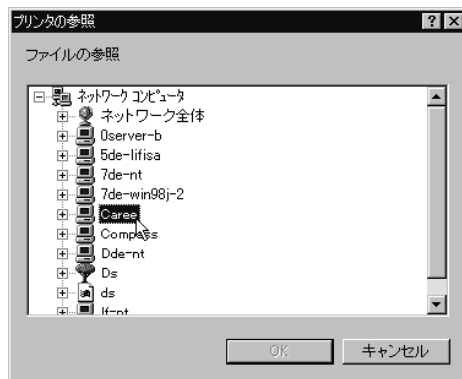 プリンタの参照
ファイルの参照
ネットワーク コンピュータ
ネットワーク全体
0server-b
5de-lifisa
7de-nt
7de-win98j-2
Caree
Compass
Dde-nt
Ds
ds
lf-nt
OK
キャンセル